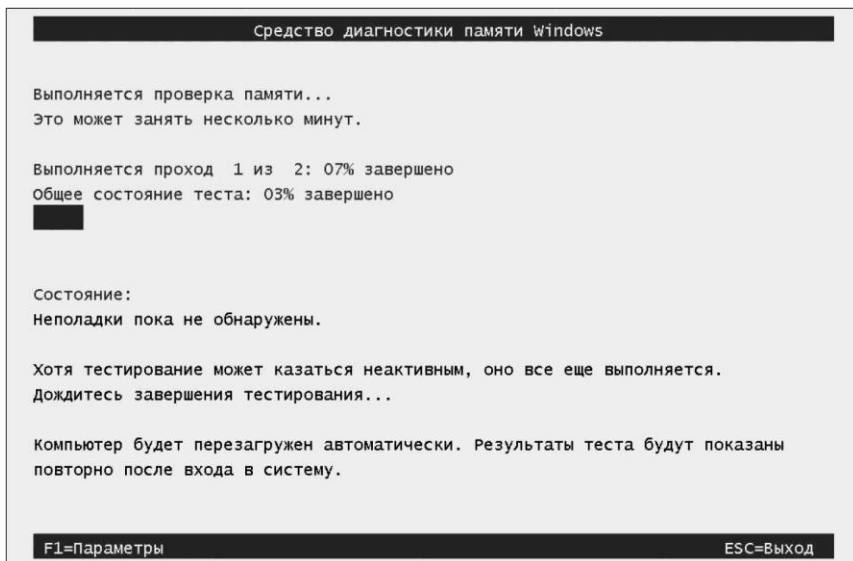 Средство диагностики памяти Windows
Выполняется проверка памяти...
Это может занять несколько минут.
Выполняется проход 1 из 2: 07% завершено
Общее состояние теста: 03% завершено
Состояние:
Неполадки пока не обнаружены.
Хотя тестирование может казаться неактивным, оно все еще выполняется.
Дождитесь завершения тестирования...
Компьютер будет перезагружен автоматически. Результаты теста будут показаны
повторно после входа в систему.
F1=Параметры ESC=Выход